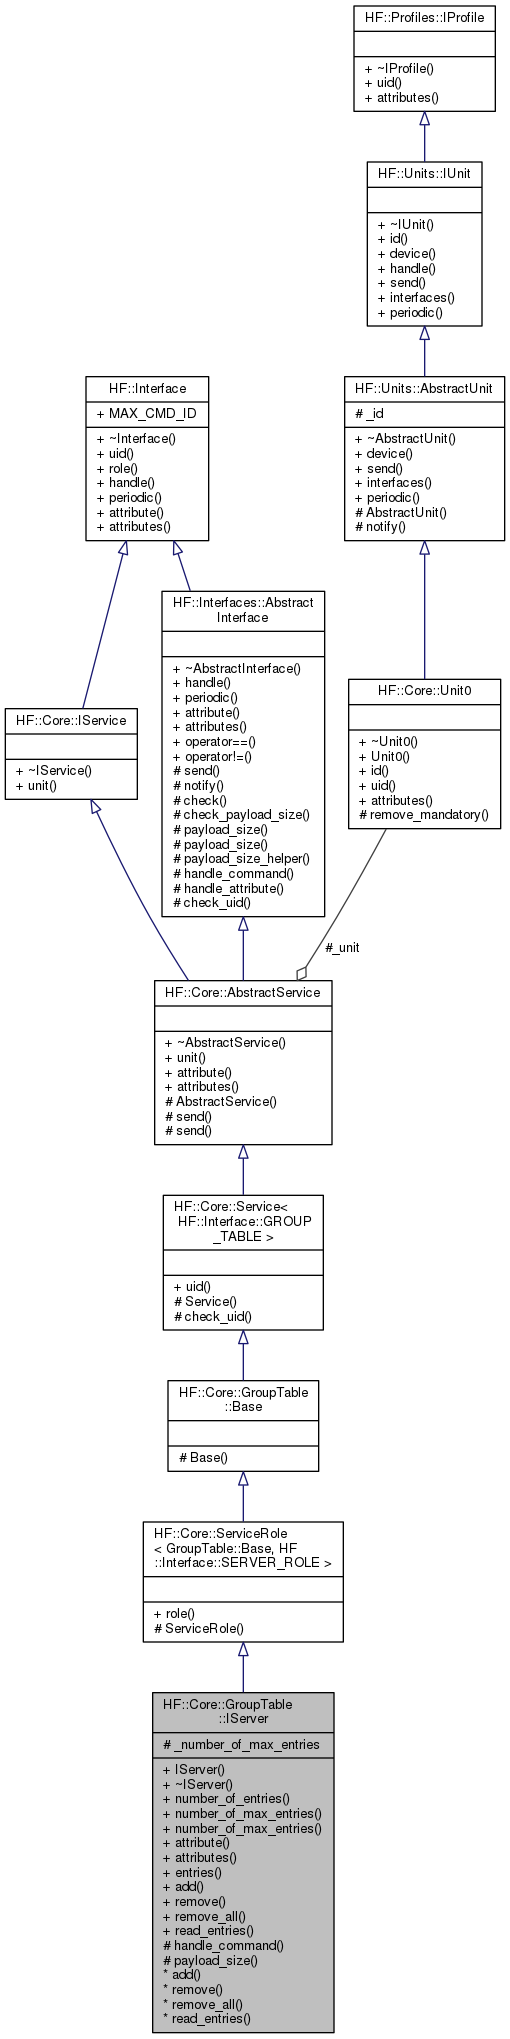 HF::Profiles::IProfile
+ ~IProfile()
+ uid()
+ attributes()
HF::Units::IUnit
+ ~IUnit()
+ id()
+ device()
+ handle()
+ send()
+ interfaces()
+ periodic()
HF::Interface
+ MAX_CMD_ID
+ ~Interface()
+ uid()
+ role()
+ handle()
+ periodic()
+ attribute()
+ attributes()
HF::Units::AbstractUnit
# _id
+ ~AbstractUnit()
+ device()
+ send()
+ interfaces()
+ periodic()
# AbstractUnit()
# notify()
HF::Interfaces::Abstract
Interface
+ ~AbstractInterface()
+ handle()
+ periodic()
+ attribute()
+ attributes()
+ operator==()
+ operator!=()
# send()
# notify()
# check()
# check_payload_size()
# payload_size()
# payload_size()
# payload_size_helper()
# handle_command()
# handle_attribute()
# check_uid()
HF::Core::IService
+ ~IService()
+ unit()
HF::Core::Unit0
+ ~Unit0()
+ Unit0()
+ id()
+ uid()
+ attributes()
# remove_mandatory()
#_unit
HF::Core::AbstractService
+ ~AbstractService()
+ unit()
+ attribute()
+ attributes()
# AbstractService()
# send()
# send()
HF::Core::Service<
HF::Interface::GROUP
_TABLE >
+ uid()
# Service()
# check_uid()
HF::Core::GroupTable
::Base
# Base()
HF::Core::ServiceRole
< GroupTable::Base, HF
::Interface::SERVER_ROLE >
+ role()
# ServiceRole()
HF::Core::GroupTable
::IServer
# _number_of_max_entries
+ IServer()
+ ~IServer()
+ number_of_entries()
+ number_of_max_entries()
+ number_of_max_entries()
+ attribute()
+ attributes()
+ entries()
+ add()
+ remove()
+ remove_all()
+ read_entries()
# handle_command()
# payload_size()
* add()
* remove()
* remove_all()
* read_entries()